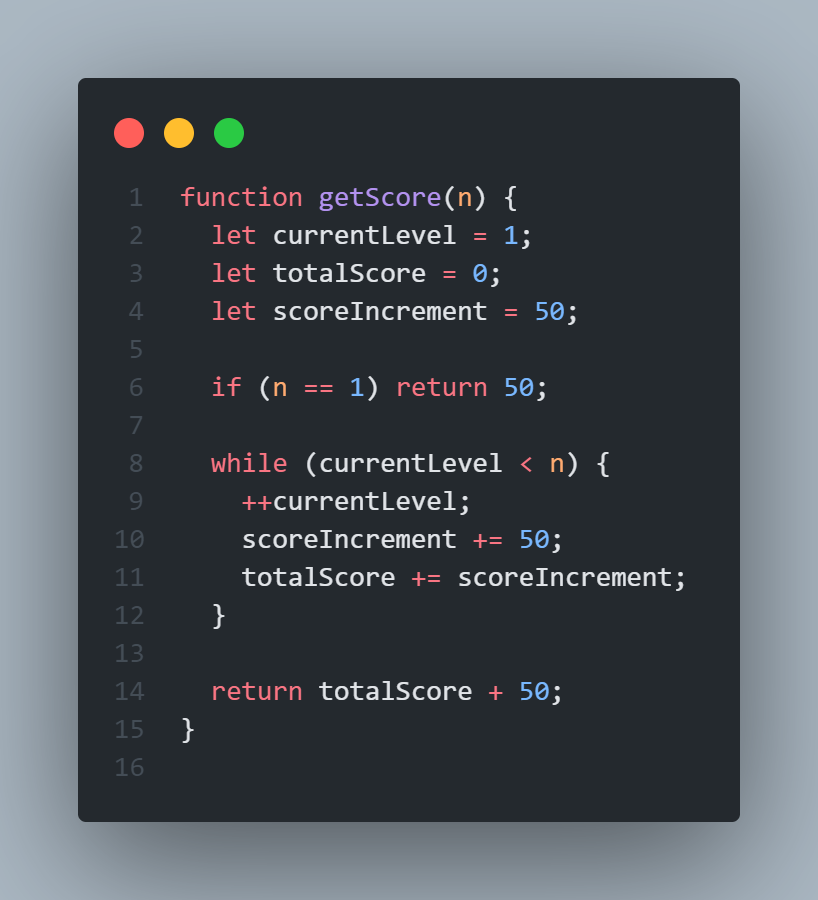 1 function getScore(n) {
2   let currentLevel = 1;
3   let totalScore = 0;
4   let scoreIncrement = 50;
5
6   if (n == 1) return 50;
7
8   while (currentLevel < n) {
9     ++currentLevel;
10     scoreIncrement += 50;
11     totalScore += scoreIncrement;
12   }
13
14   return totalScore + 50;
15 }
16